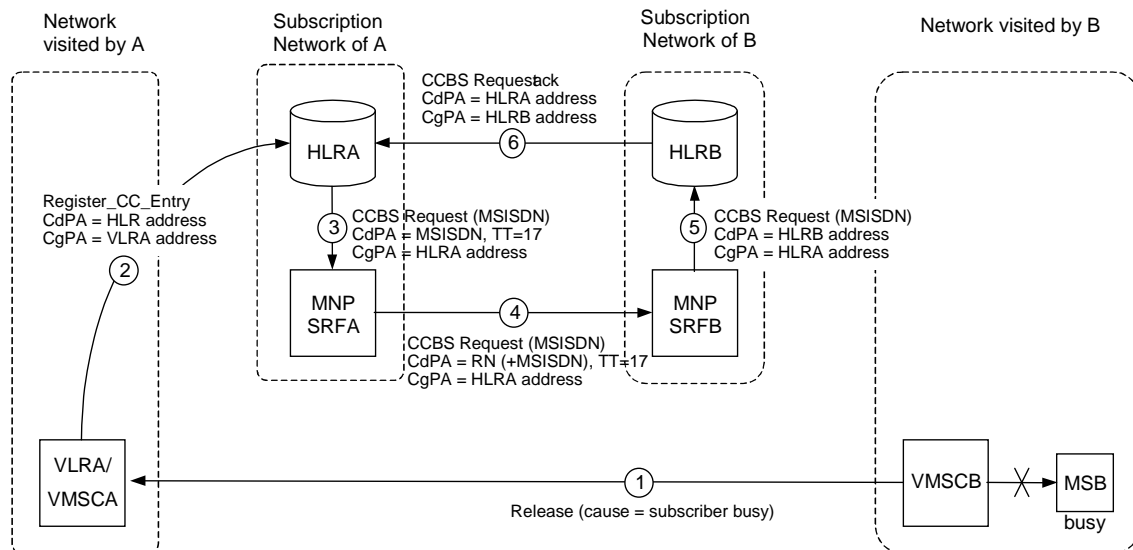 Network
visited by A
Subscription
Network of A
Subscription
Network of B
Network visited by B
CCBS Request ack
CdPA = HLRA address
CgPA = HLRB address
6
HLRA
HLRB
Register_CC_Entry
CdPA = HLR address
CgPA = VLRA address
2
3
CCBS Request (MSISDN)
CdPA = MSISDN, TT=17
CgPA = HLRA address
5
CCBS Request (MSISDN)
CdPA = HLRB address
CgPA = HLRA address
MNP
SRFA
4
MNP
SRFB
CCBS Request (MSISDN)
CdPA = RN (+MSISDN), TT=17
CgPA = HLRA address
VLRA/
VMSCA
1
Release (cause = subscriber busy)
VMSCB
MSB
busy